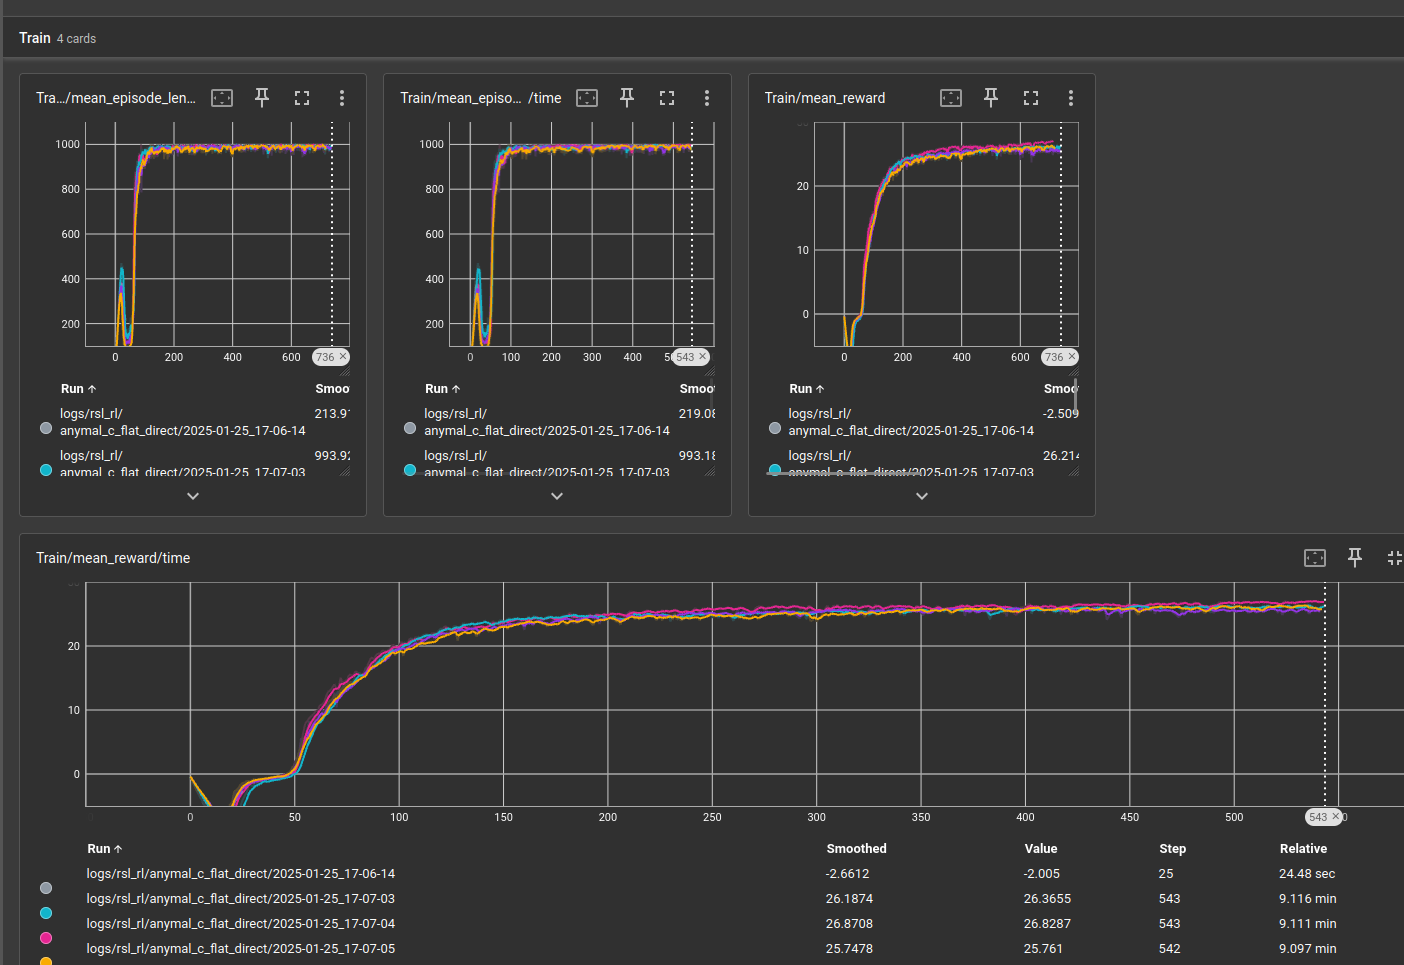 Train 4 cards
Tra.../mean_episode_len...
1000
800
600
400
200
0 200 400 600 736
Run ↑ Smoo
logs/rsl_rl/ 213.9
anymal_c_flat_direct/2025-01-25_17-06-14
logs/rsl_rl/ 993.92
anymal_c_flat_direct/2025-01-25_17-07-03
Train/mean_episo... /time
1000
800
600
400
200
0 100 200 300 400 543
Run ↑ Smoo
logs/rsl_rl/ 219.08
anymal_c_flat_direct/2025-01-25_17-06-14
logs/rsl_rl/ 993.18
anymal_c_flat_direct/2025-01-25_17-07-03
Train/mean_reward
20
10
0
0 200 400 600 736
Run ↑ Smoo
logs/rsl_rl/ -2.509
anymal_c_flat_direct/2025-01-25_17-06-14
logs/rsl_rl/ 26.214
anymal_c_flat_direct/2025-01-25_17-07-03
Train/mean_reward/time
20
10
0
0 50 100 150 200 250 300 350 400 450 500 543
Run ↑ Smoothed Value Step Relative
logs/rsl_rl/anymal_c_flat_direct/2025-01-25_17-06-14 -2.6612 -2.005 25 24.48 sec
logs/rsl_rl/anymal_c_flat_direct/2025-01-25_17-07-03 26.1874 26.3655 543 9.116 min
logs/rsl_rl/anymal_c_flat_direct/2025-01-25_17-07-04 26.8708 26.8287 543 9.111 min
logs/rsl_rl/anymal_c_flat_direct/2025-01-25_17-07-05 25.7478 25.761 542 9.097 min